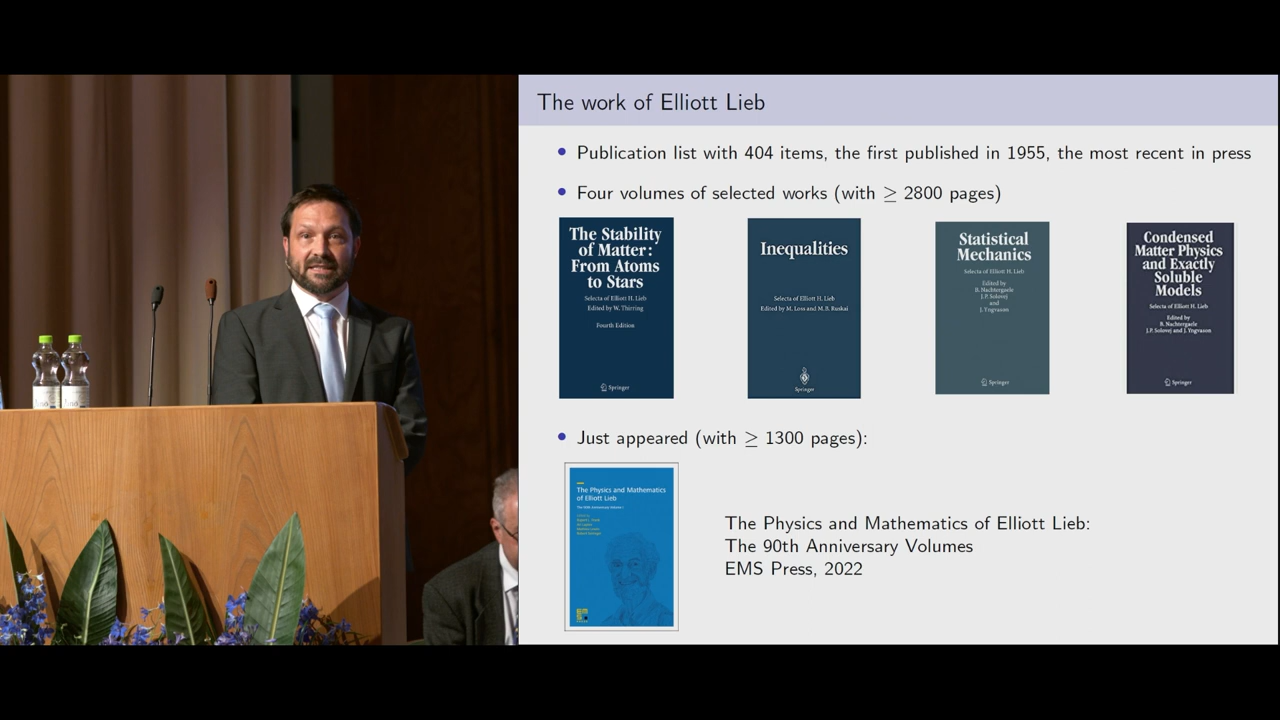 The work of Elliott Lieb
• Publication list with 404 items, the first published in 1955, the most recent in press
• Four volumes of selected works (with ≥ 2800 pages)
The Stability
of Matter:
From Atoms
to Stars
Selecta of Elliott H. Lieb
Edited by W. Thirring
Fourth Edition
Springer
Inequalities
Selecta of Elliott H. Lieb
Edited by M. Loss and M.B. Ruskai
Springer
Statistical
Mechanics
Selecta of Elliott H. Lieb
Edited by
B. Nachtergaele
J.P. Solovej
and
J. Yngvason
Springer
Condensed
Matter Physics
and Exactly
Soluble
Models
Selecta of Elliott H. Lieb
Edited by
B. Nachtergaele
J.P. Solovej and J. Yngvason
Springer
• Just appeared (with ≥ 1300 pages):
The Physics and Mathematics
of Elliott Lieb
The 90th Anniversary Volume I
The Physics and Mathematics of Elliott Lieb:
The 90th Anniversary Volumes
EMS Press, 2022